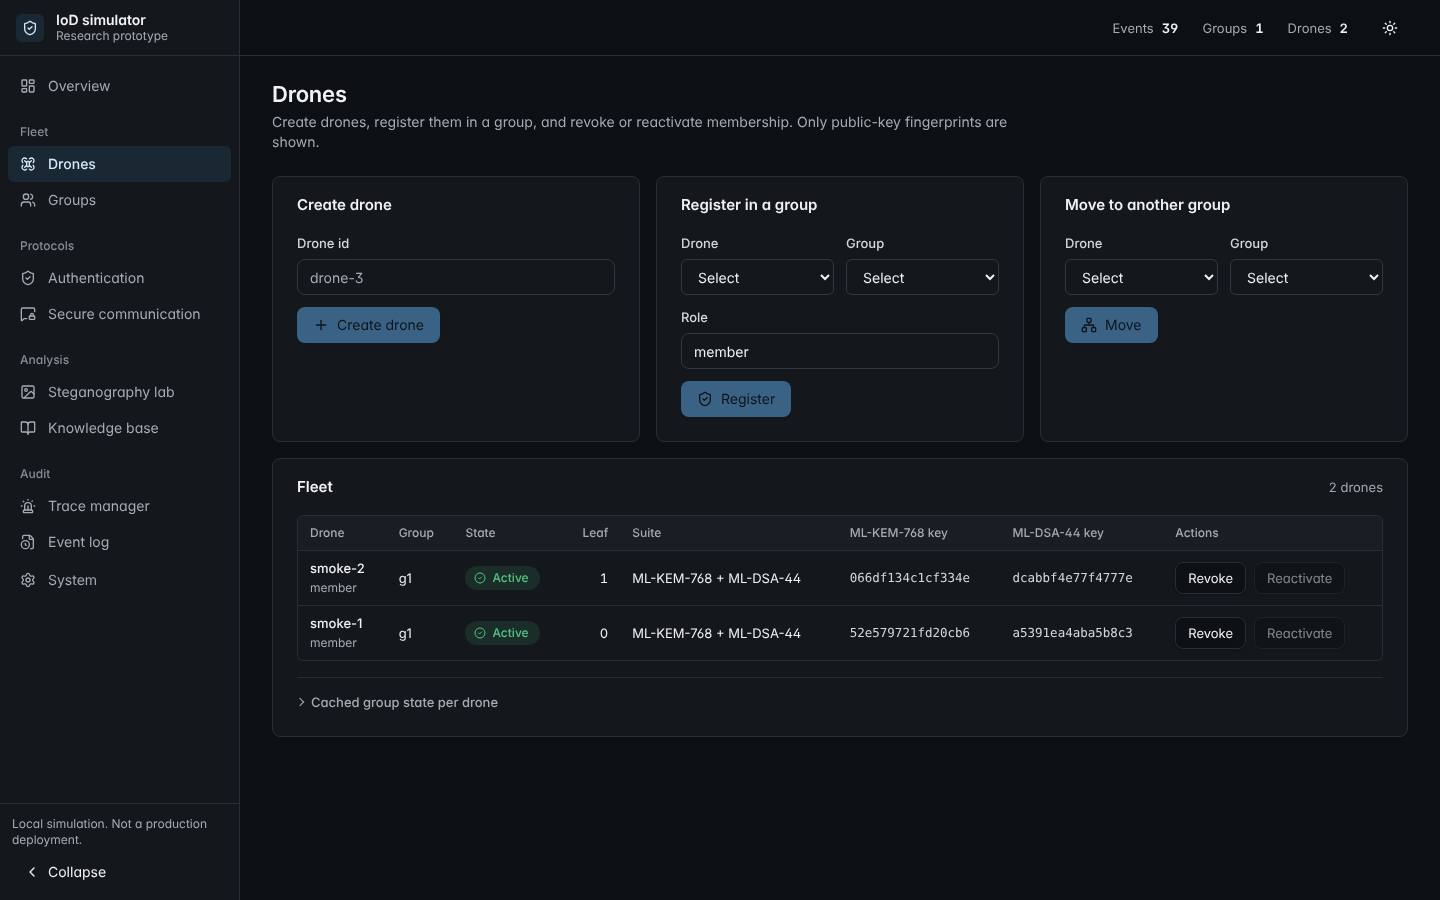 IoD simulator
Research prototype
Events 39 Groups 1 Drones 2
Overview
Fleet
Drones
Groups
Protocols
Authentication
Secure communication
Analysis
Steganography lab
Knowledge base
Audit
Trace manager
Event log
System
Local simulation. Not a production
deployment.
Collapse
Drones
Create drones, register them in a group, and revoke or reactivate membership. Only public-key fingerprints are
shown.
Create drone
Drone id
drone-3
Create drone
Register in a group
Drone Group
Select Select
Role
member
Register
Move to another group
Drone Group
Select Select
Move
Fleet 2 drones
Drone Group State Leaf Suite ML-KEM-768 key ML-DSA-44 key Actions
smoke-2
member g1 Active 1 ML-KEM-768 + ML-DSA-44 066df134c1cf334e dcabbf4e77f4777e Revoke Reactivate
smoke-1
member g1 Active 0 ML-KEM-768 + ML-DSA-44 52e579721fd20cb6 a5391ea4aba5b8c3 Revoke Reactivate
Cached group state per drone